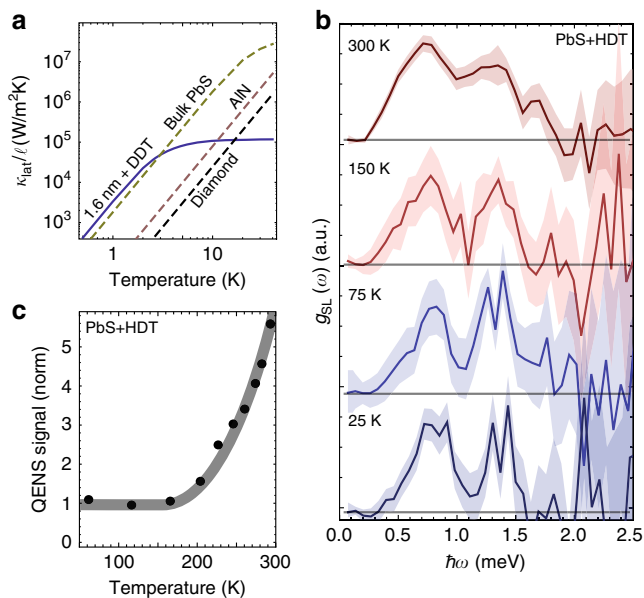 a
κlat/ℓ (W/m²K)
10⁷
10⁶
10⁵
10⁴
10³
1.6 nm + DDT
Bulk PbS
AlN
Diamond
1
10
Temperature (K)
b
gSL (ω) (a.u.)
300 K
PbS+HDT
150 K
75 K
25 K
0.0
0.5
1.0
1.5
2.0
2.5
ℏω (meV)
c
QENS signal (norm)
PbS+HDT
5
4
3
2
1
0
100
150
200
250
300
Temperature (K)